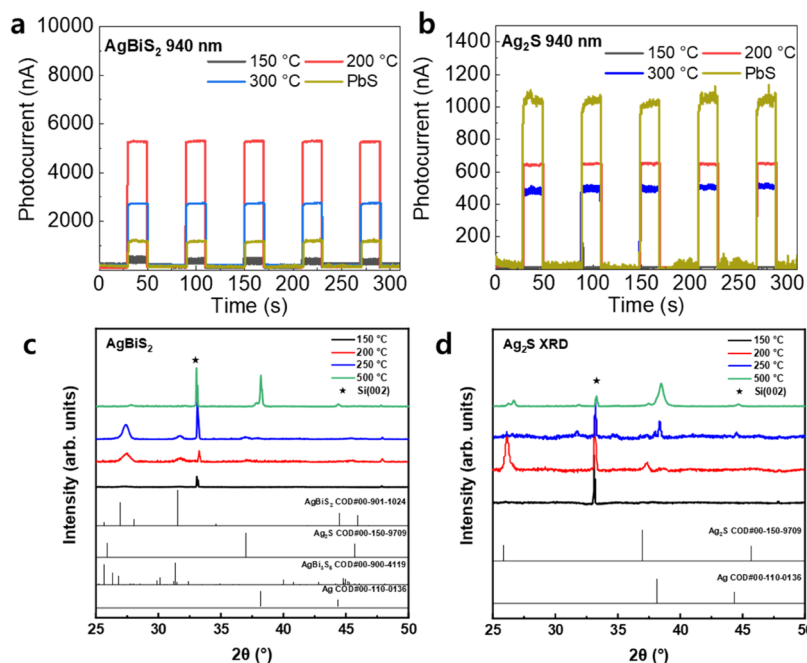 a
AgBiS₂ 940 nm
150 °C
200 °C
300 °C
PbS
Photocurrent (nA)
10000
8000
6000
4000
2000
0 50 100 150 200 250 300
Time (s)
b
Ag₂S 940 nm
150 °C
200 °C
300 °C
PbS
Photocurrent (nA)
1400
1200
1000
800
600
400
200
0
0 50 100 150 200 250 300
Time (s)
c
AgBiS₂
150 °C
200 °C
250 °C
500 °C
★ Si(002)
★
Intensity (arb. units)
AgBiS₂ COD#00-901-1024
Ag₂S COD#00-150-9709
AgBi₃S₅ COD#00-900-4119
Ag COD#00-110-0136
25 30 35 40 45 50
2θ (°)
d
Ag₂S XRD
150 °C
200 °C
250 °C
500 °C
★ Si(002)
★
Intensity (arb. units)
Ag₂S COD#00-150-9709
Ag COD#00-110-0136
25 30 35 40 45 50
2θ (°)